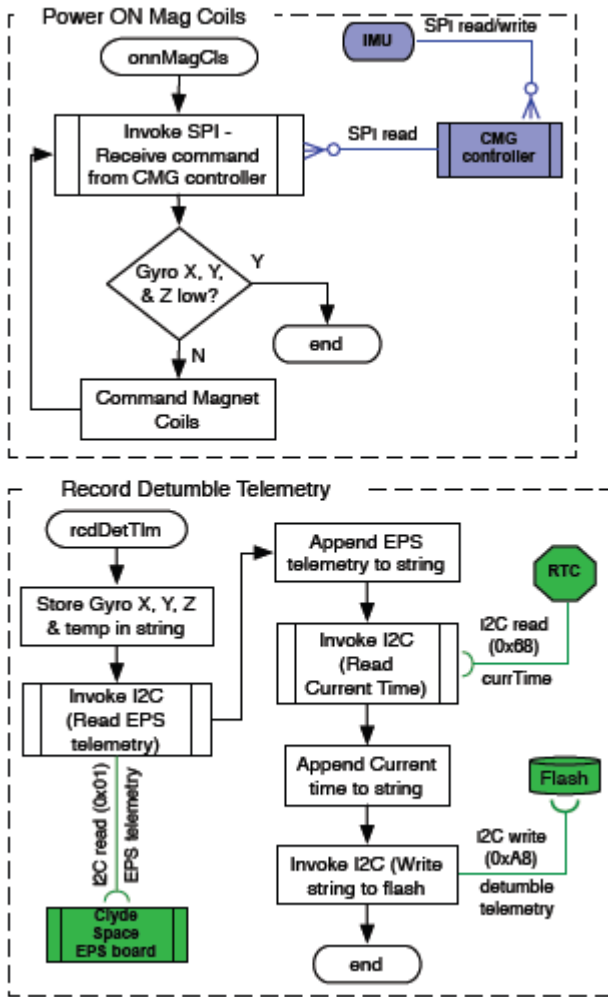 Power ON Mag Coils
onnMagCls
IMU
SPI read/write
Invoke SPI -
Receive command
from CMG controller
SPI read
CMG
controller
Gyro X, Y,
& Z low?
Y
end
N
Command Magnet
Coils
Record Detumble Telemetry
rcdDetTlm
Store Gyro X, Y, Z
& temp in string
Invoke I2C
(Read EPS
telemetry)
I2C read (0x01)
EPS telemetry
Clyde
Space
EPS board
Append EPS
telemetry to string
Invoke I2C
(Read
Current Time)
RTC
I2C read
(0x68)
currTime
Append Current
time to string
Flash
Invoke I2C (Write
string to flash
I2C write
(0xA8)
detumble
telemetry
end